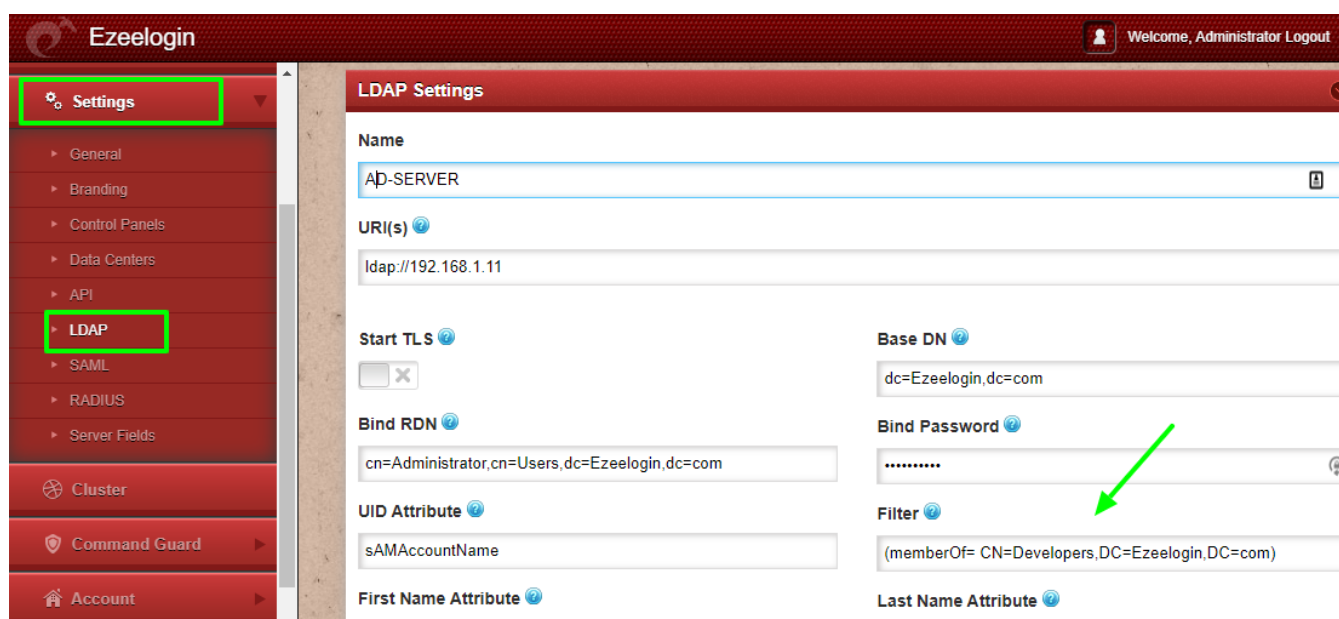 Ezeelogin
Welcome, Administrator Logout
Settings
General
Branding
Control Panels
Data Centers
API
LDAP
SAML
RADIUS
Server Fields
Cluster
Command Guard
Account
LDAP Settings
Name
AD-SERVER
URI(s)
ldap://192.168.1.11
Start TLS
Base DN
dc=Ezeelogin,dc=com
Bind RDN
Bind Password
cn=Administrator,cn=Users,dc=Ezeelogin,dc=com
••••••••••
UID Attribute
Filter
sAMAccountName
(memberOf= CN=Developers,DC=Ezeelogin,DC=com)
First Name Attribute
Last Name Attribute